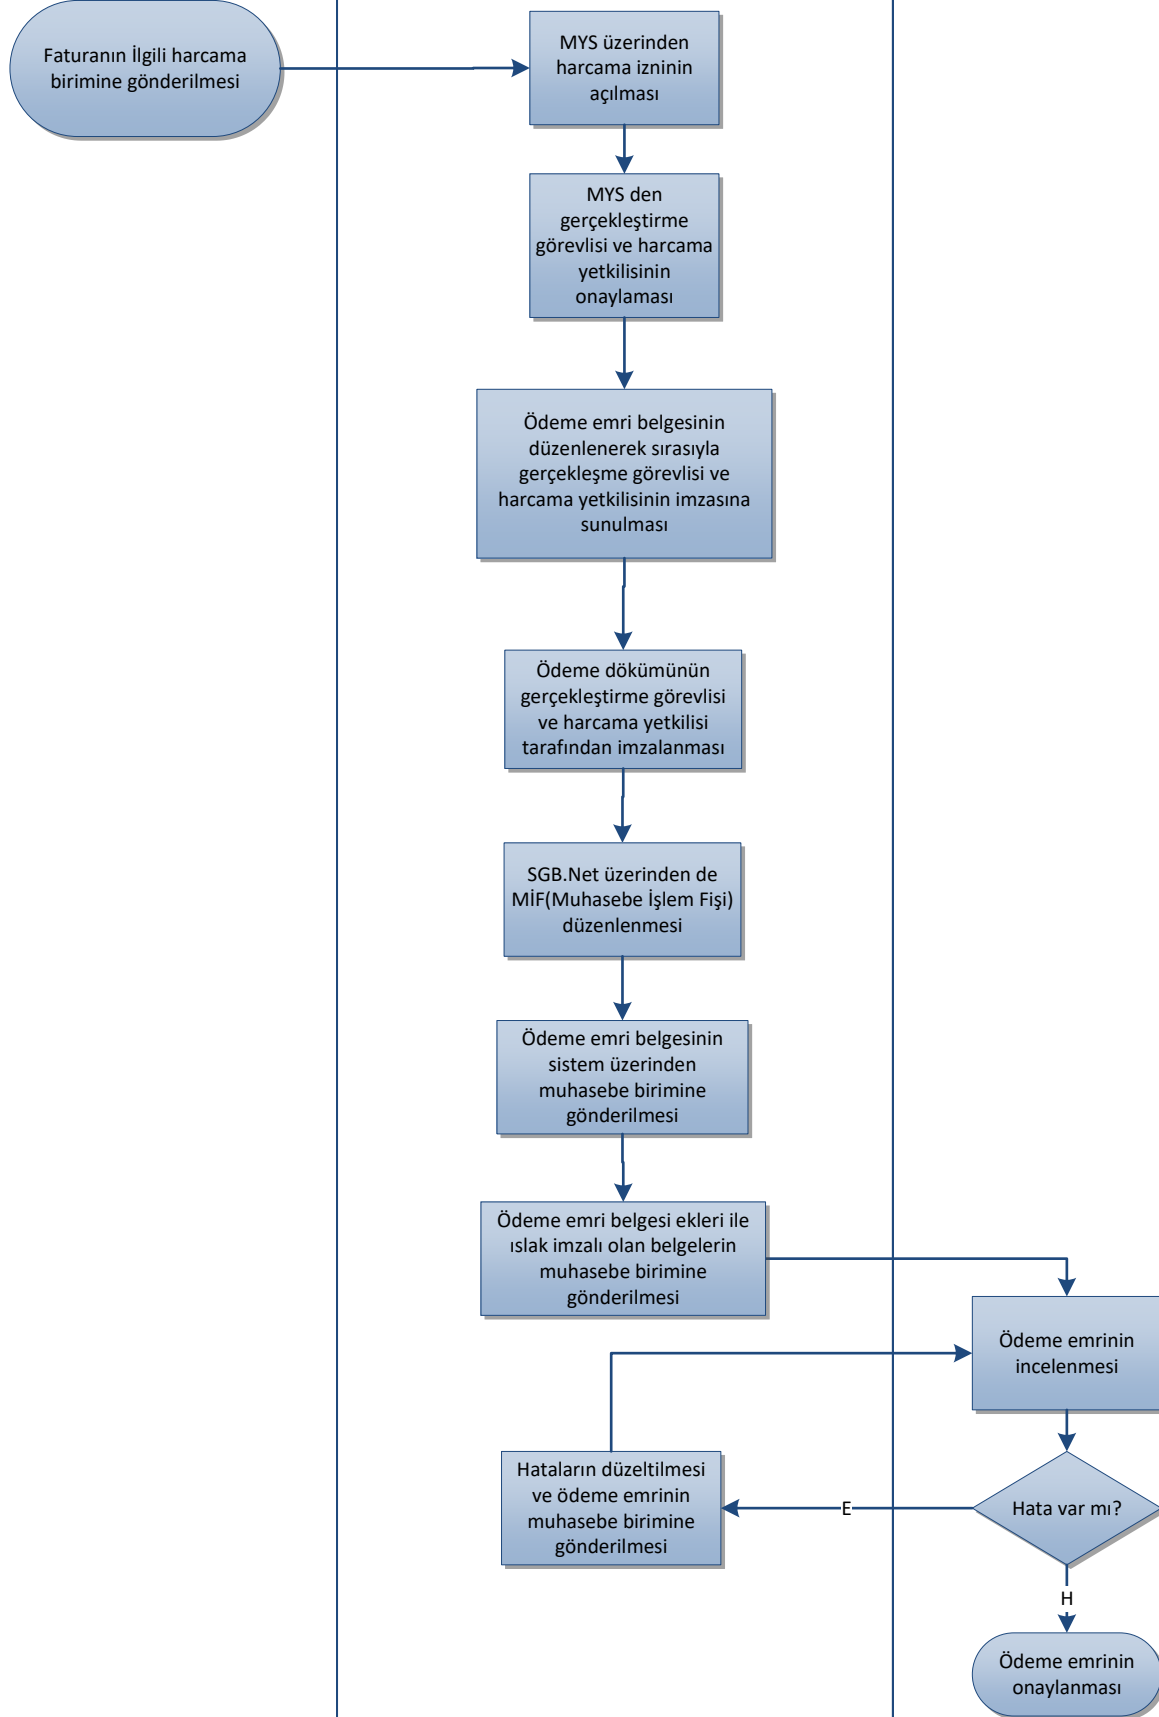 Faturanın İlgili harcama
birimine gönderilmesi
MYS üzerinden
harcama izninin
açılması
MYS den
gerçekleştirme
görevlisi ve harcama
yetkilisinin
onaylaması
Ödeme emri belgesinin
düzenlenerek sırasıyla
gerçekleşme görevlisi ve
harcama yetkilisinin imzasına
sunulması
Ödeme dökümünün
gerçekleştirme görevlisi
ve harcama yetkilisi
tarafından imzalanması
SGB.Net üzerinden de
MİF(Muhasebe İşlem Fişi)
düzenlenmesi
Ödeme emri belgesinin
sistem üzerinden
muhasebe birimine
gönderilmesi
Ödeme emri belgesi ekleri ile
ıslak imzalı olan belgelerin
muhasebe birimine
gönderilmesi
Ödeme emrinin
incelenmesi
Hata var mı?
E
Hataların düzeltilmesi
ve ödeme emrinin
muhasebe birimine
gönderilmesi
H
Ödeme emrinin
onaylanması